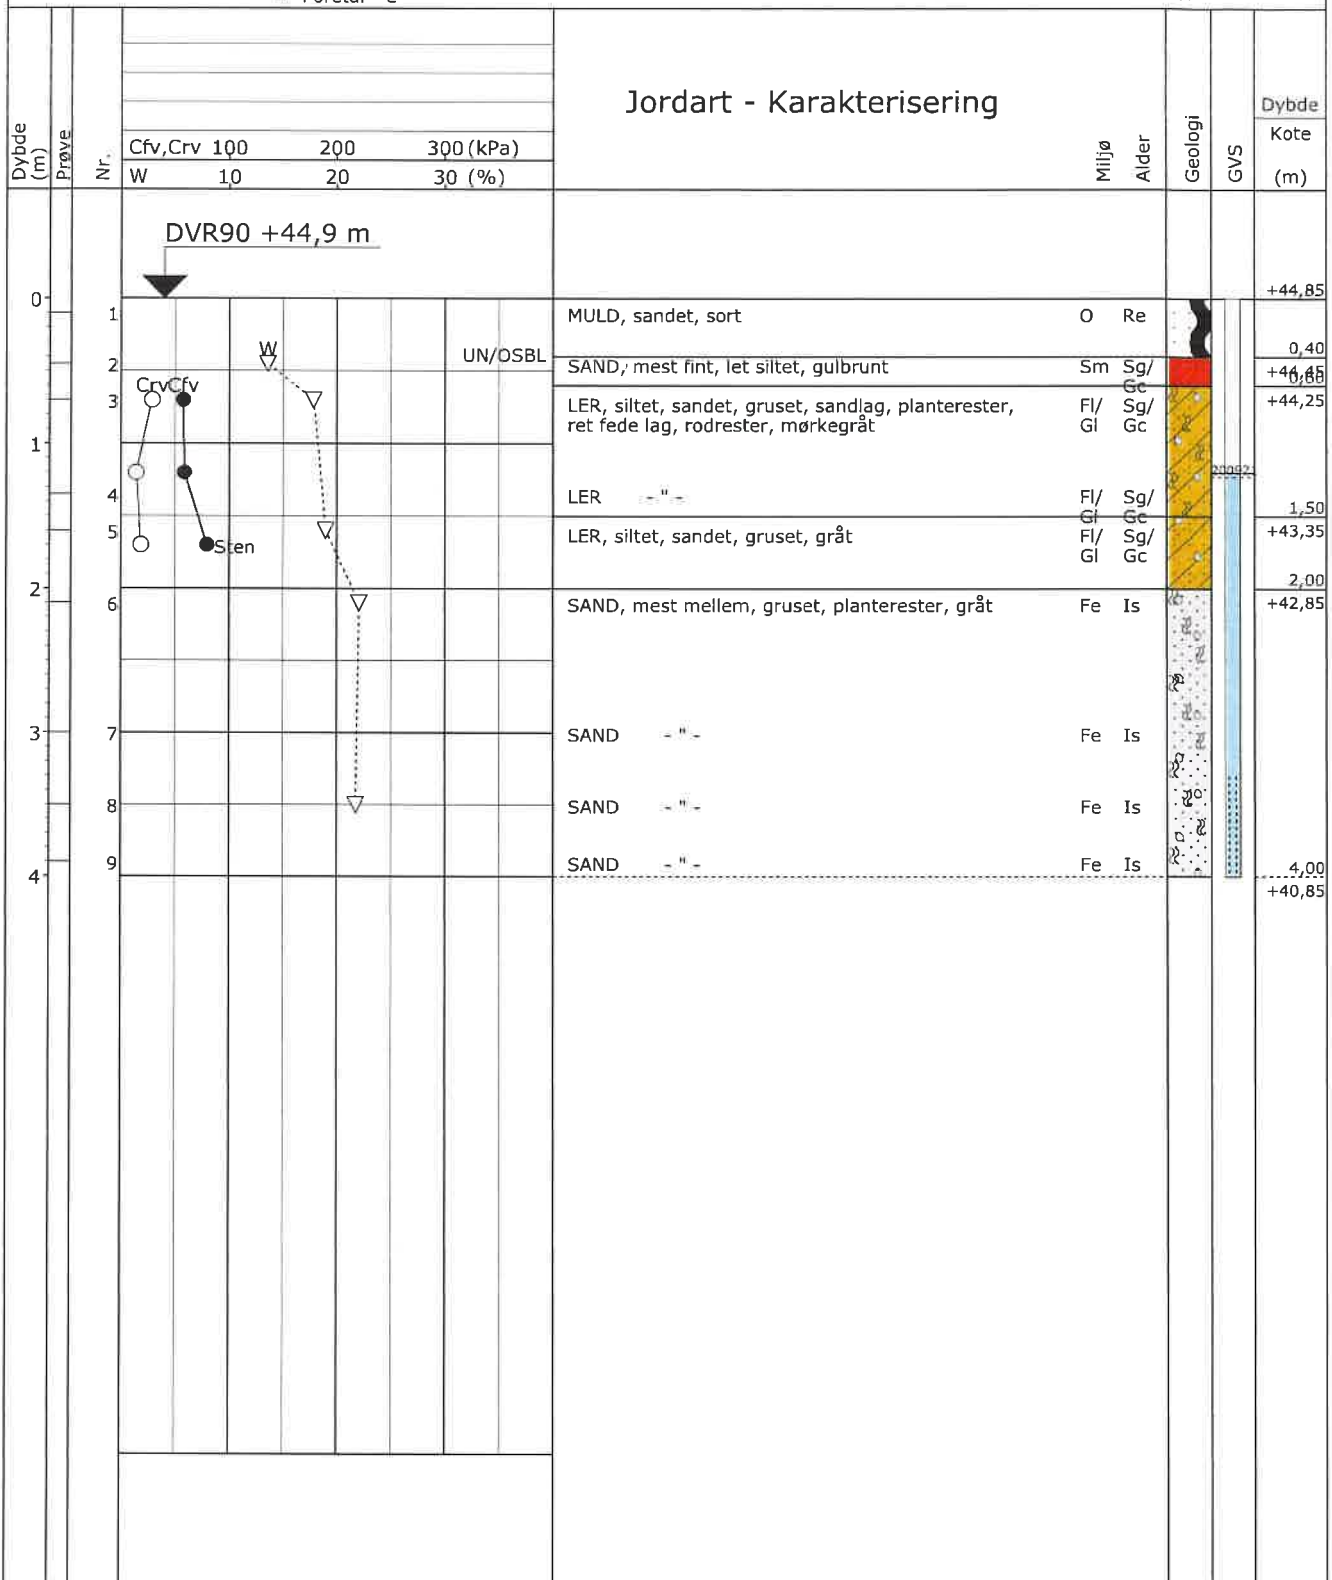 Jordart - Karakterisering
Dybde (m)
Prøve
Nr.
Cfv,Crv 100 200 300 (kPa)
W 10 20 30 (%)
Miljø
Alder
Geologi
GVS
Dybde
Kote
(m)
DVR90 +44,9 m
0
+44,85
1 MULD, sandet, sort O Re
W
UN/OSBL
0,40
2 SAND, mest fint, let siltet, gulbrunt Sm Sg/ Gc
+44,45
0,60
CrvCfv
+44,25
3 LER, siltet, sandet, gruset, sandlag, planterester, Fl/ Sg/
ret fede lag, rodrester, mørkegråt Gl Gc
1
4 LER - " - Fl/ Sg/
Gl Gc
1,50
+43,35
5 LER, siltet, sandet, gruset, gråt Fl/ Sg/
Sten
Gl Gc
2,00
2
+42,85
6 SAND, mest mellem, gruset, planterester, gråt Fe Is
3 7 SAND - " - Fe Is
8 SAND - " - Fe Is
9 SAND - " - Fe Is
4
4,00
+40,85